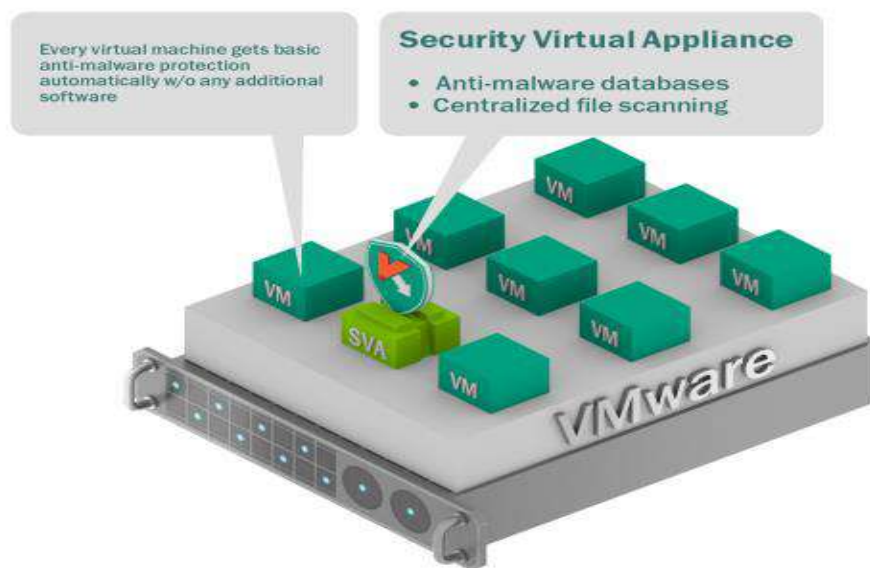 Every virtual machine gets basic
anti-malware protection
automatically w/o any additional
software
Security Virtual Appliance
• Anti-malware databases
• Centralized file scanning
VM
VM
VM
VM
VM
VM
VM
SVA
VM
VMware